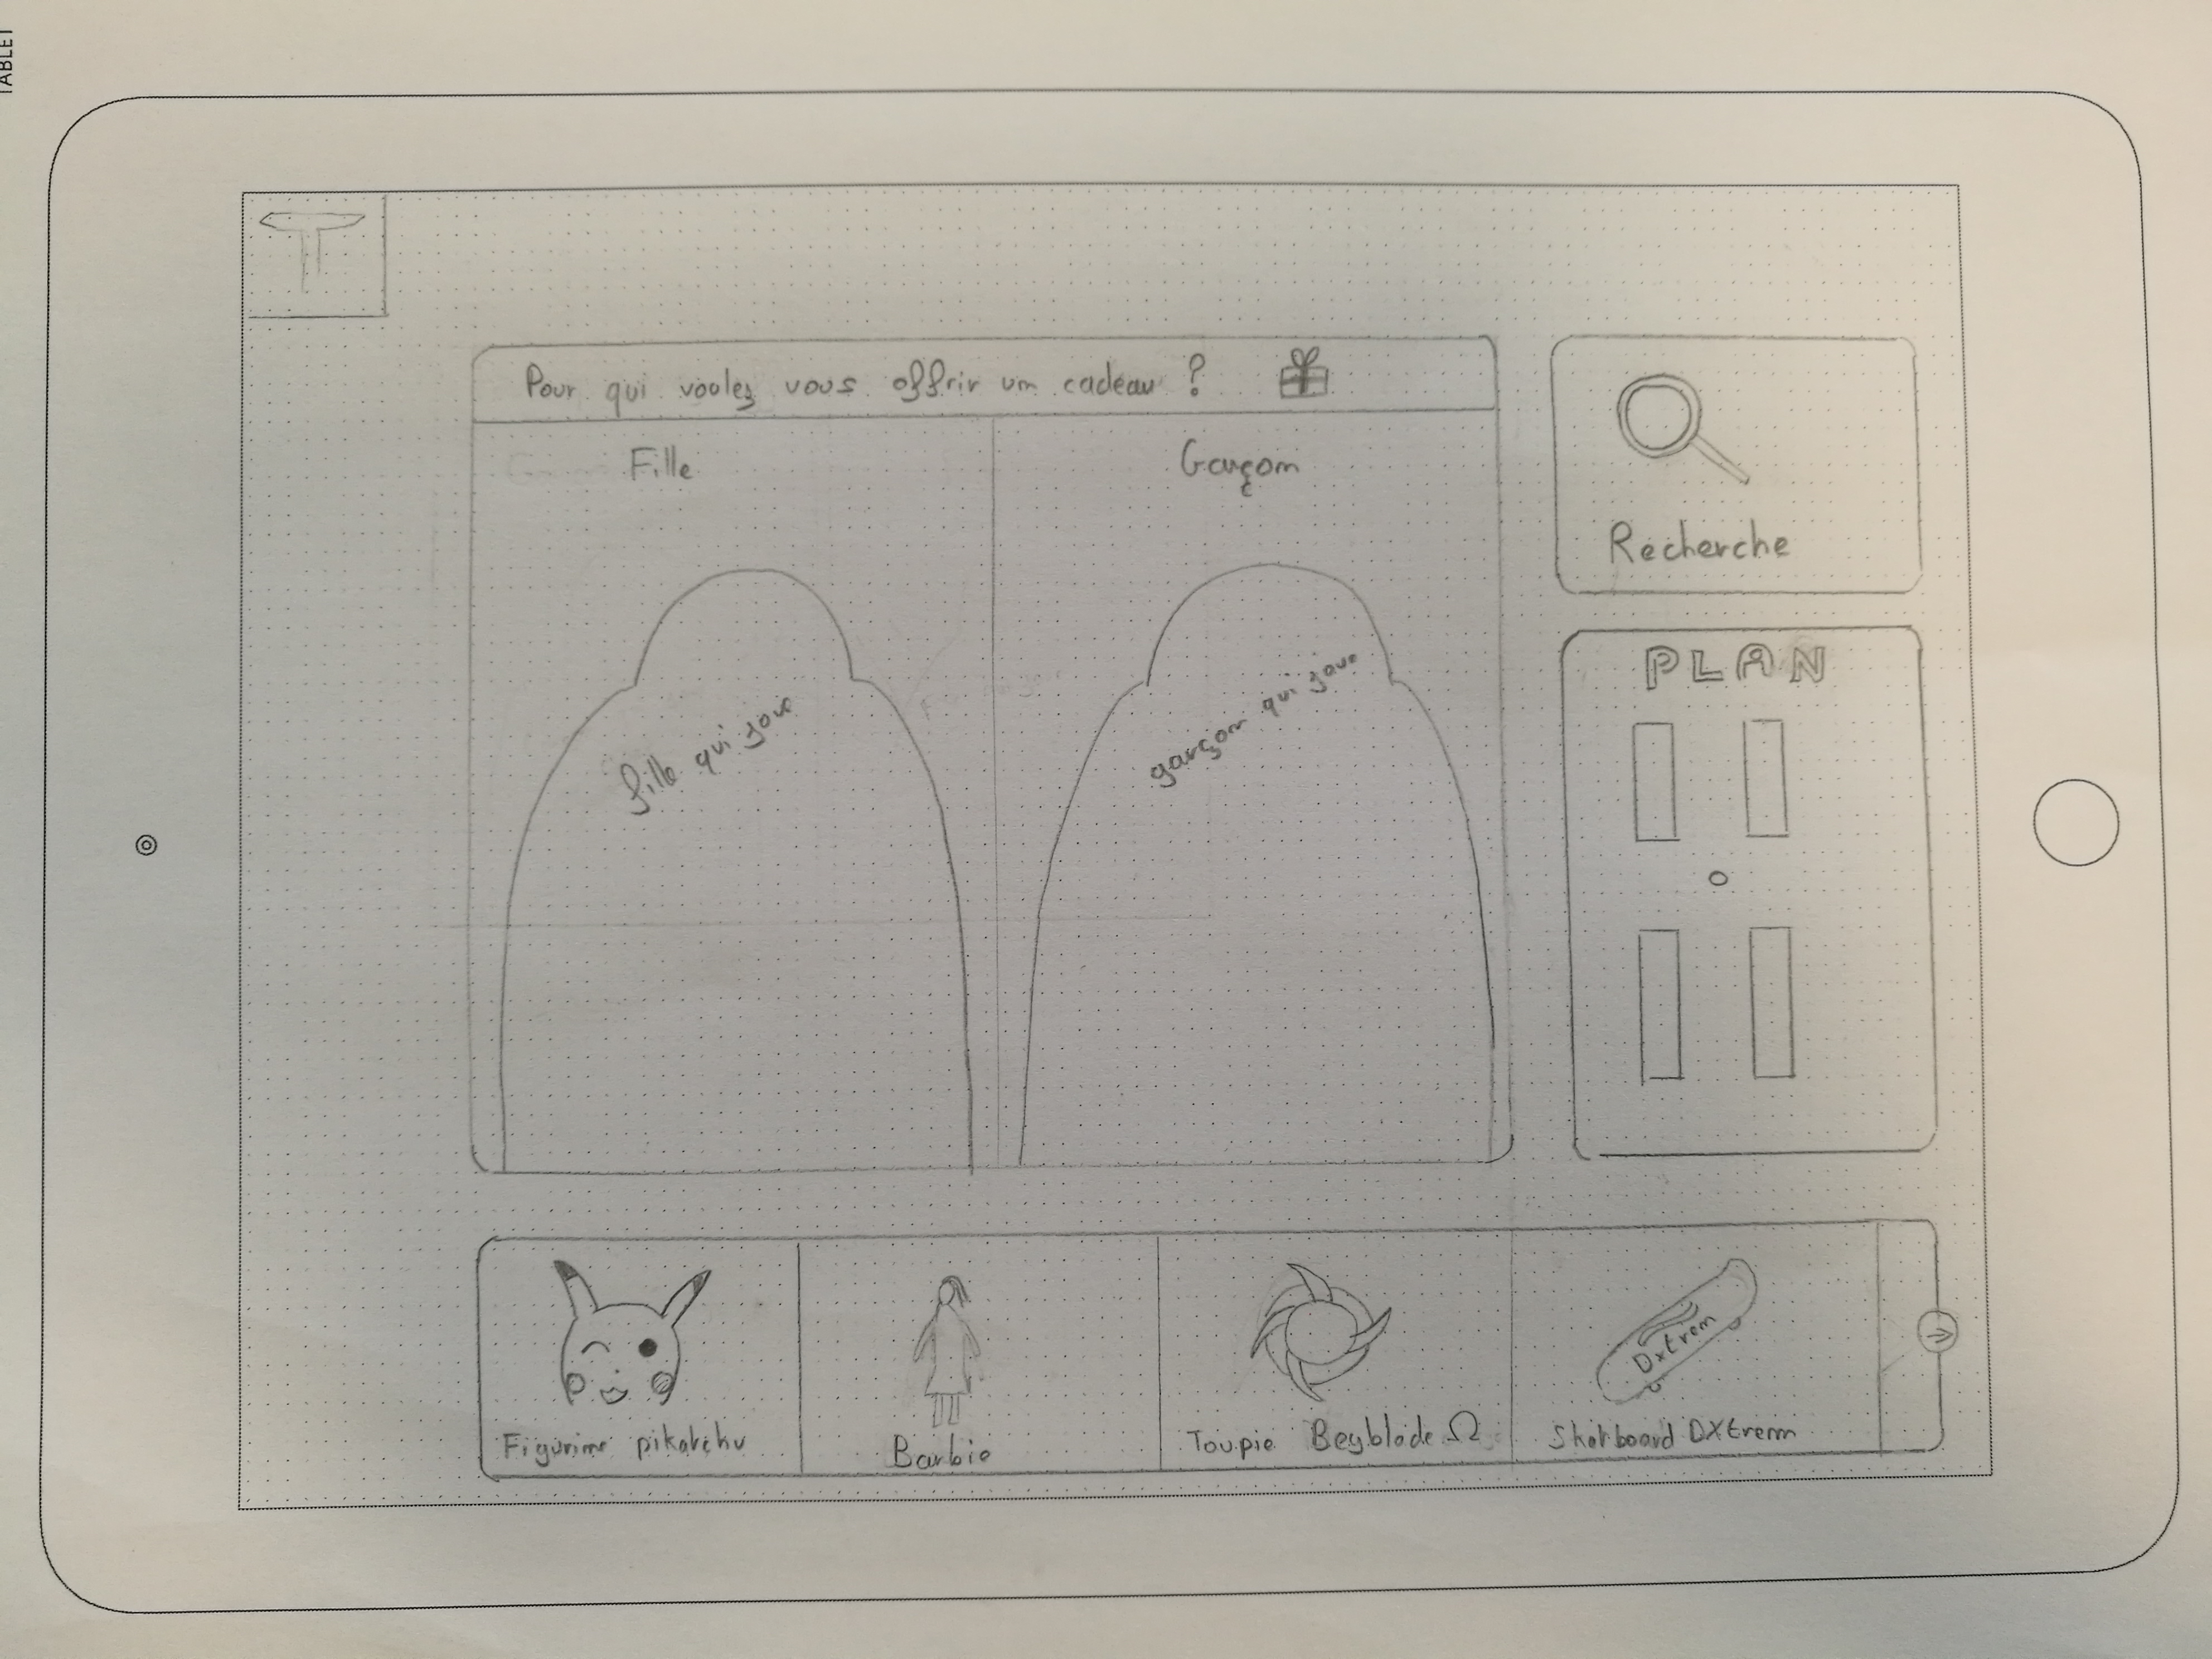 TABLET
T
Pour qui voulez vous offrir un cadeau ?
Fille
Garçon
fille qui joue
garçon qui joue
Recherche
PLAN
Dxtrem
Figurine pikatchu
Barbie
Toupie Beyblade Ω
Skatboard DXtrem